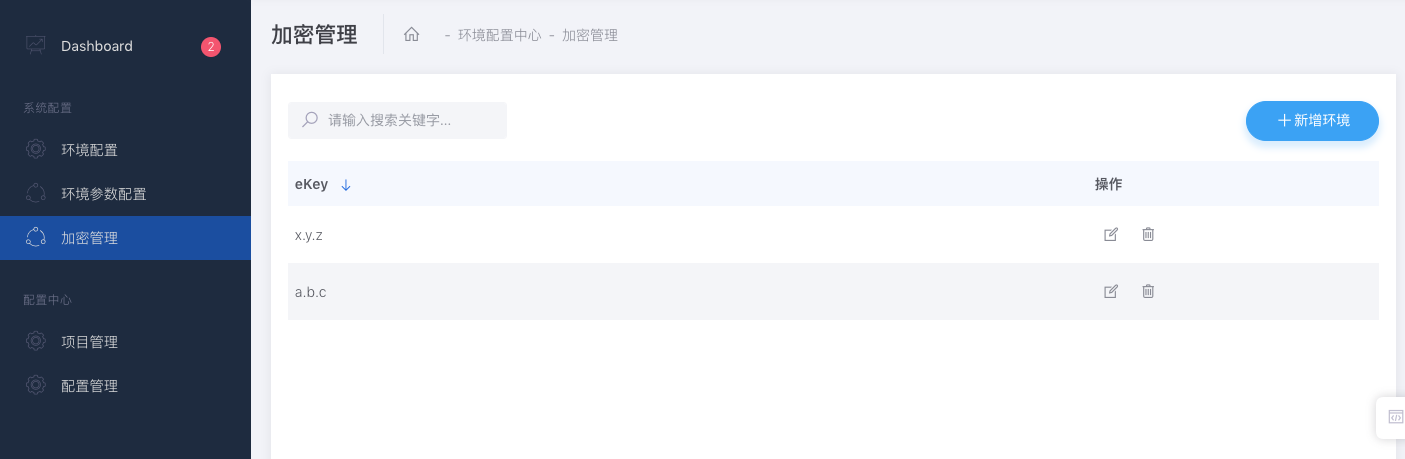 Dashboard
2
系统配置
环境配置
环境参数配置
加密管理
配置中心
项目管理
配置管理
加密管理
- 环境配置中心 - 加密管理
请输入搜索关键字...
新增环境
eKey
操作
x.y.z
a.b.c